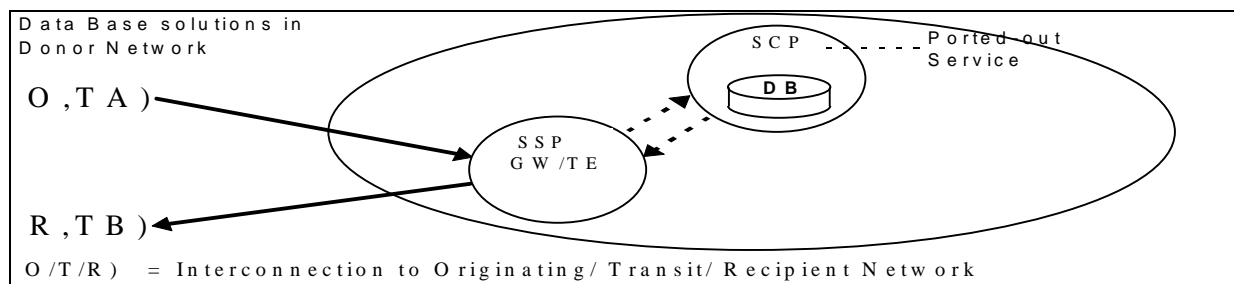 Data Base solutions in
Donor Network
SCP
Ported-out
Service
DB
O,TA)
SSP
GW/TE
R,TB)
O/T/R) = Interconnection to Originating/ Transit/ Recipient Network